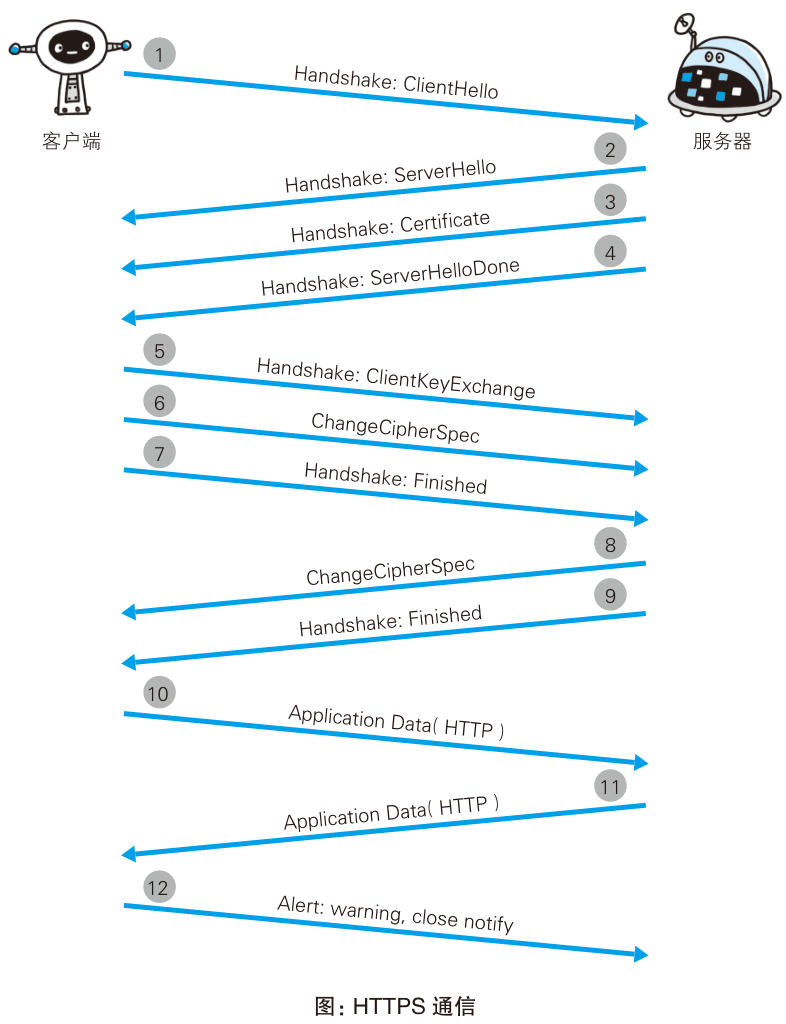 1
Handshake: ClientHello
客户端
服务器
2
Handshake: ServerHello
3
Handshake: Certificate
4
Handshake: ServerHelloDone
5
Handshake: ClientKeyExchange
6
ChangeCipherSpec
7
Handshake: Finished
8
ChangeCipherSpec
9
Handshake: Finished
10
Application Data( HTTP )
11
Application Data( HTTP )
12
Alert: warning, close notify
图: HTTPS 通信